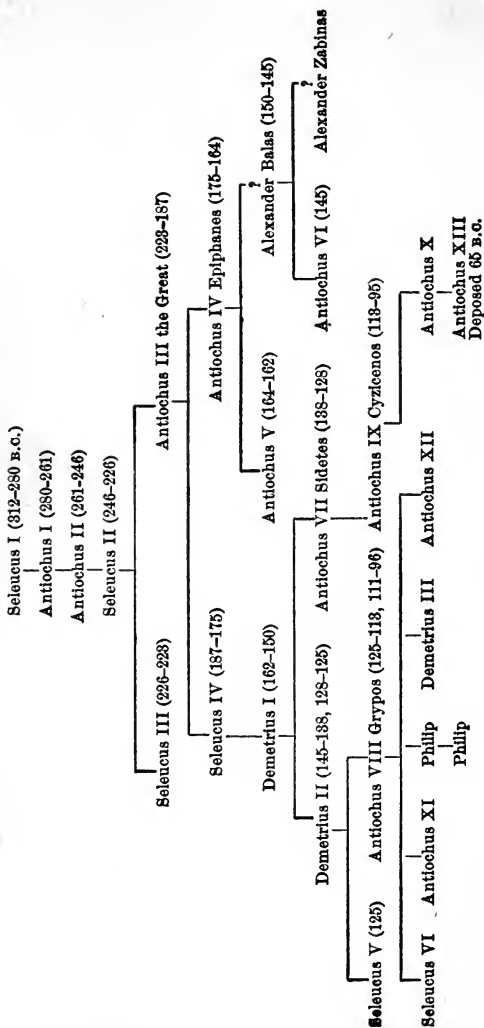 Seleucus I (312–280 B.C.)
Antiochus I (280–261)
Antiochus II (261–246)
Seleucus II (246–226)
Seleucus III (226–223) Antiochus III the Great (223–187)
Seleucus IV (187–175) Antiochus IV Epiphanes (175–164)
Demetrius I (162–150) Antiochus V (164–162) ? Alexander Balas (150–145)
Demetrius II (145–138, 128–125) Antiochus VII Sidetes (138–128) Antiochus VI (145) ? Alexander Zabinas
Seleucus V (125) Antiochus VIII Grypos (125–113, 111–96) Antiochus IX Cyzicenos (113–95)
Seleucus VI Antiochus XI Philip Demetrius III Antiochus XII Antiochus X
Philip Antiochus XIII
Deposed 65 B.C.